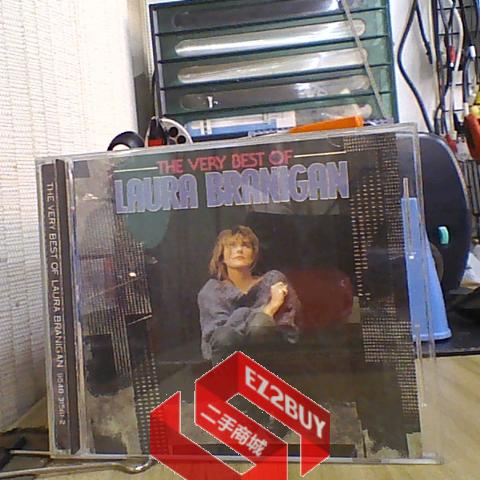 THE VERY BEST OF
LAURA BRANIGAN
THE VERY BEST OF LAURA BRANIGAN
EZ2BUY
二手商城